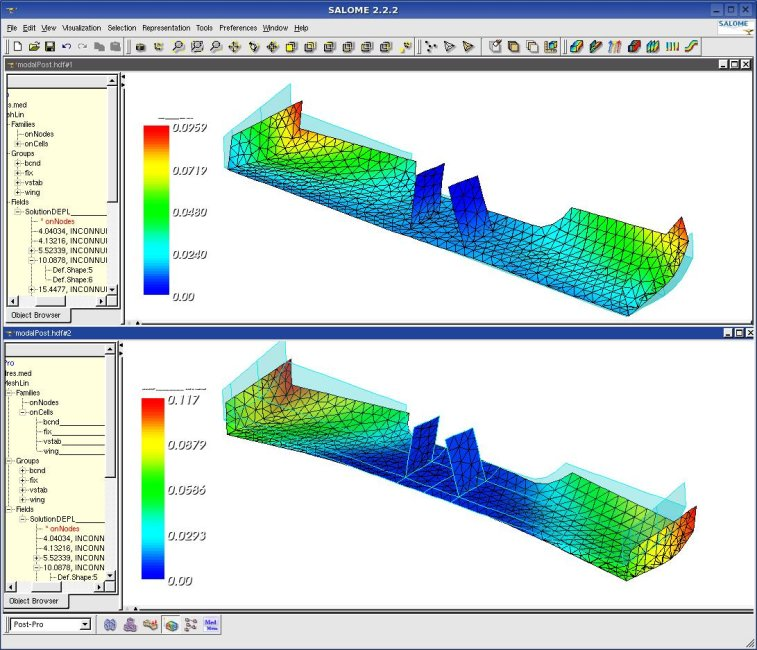 SALOME 2.2.2
File Edit View Visualization Selection Representation Tools Preferences Window Help
SALOME
modalPost.hdf#1
s.med
shLin
Families
onNodes
onCells
Groups
bcnd
fix
vstab
wing
Fields
SolutionDEPL
* onNodes
4.04034, INCONNU
4.13216, INCONNU
5.52339, INCONNU
10.0878, INCONNU
Def.Shape:5
Def.Shape:6
15.4477, INCONNU
Object Browser
0.0959
0.0719
0.0480
0.0240
0.00
modalPost.hdf#2
Pro
res.med
MeshLin
Families
onNodes
onCells
bcnd
fix
vstab
wing
Groups
bcnd
fix
vstab
wing
Fields
SolutionDEPL
* onNodes
4.04034, INCONN
4.13216, INCONN
5.52339, INCONN
10.0878, INCONN
Def.Shape:5
Object Browser
0.117
0.0879
0.0586
0.0293
0.00
Post-Pro
Med